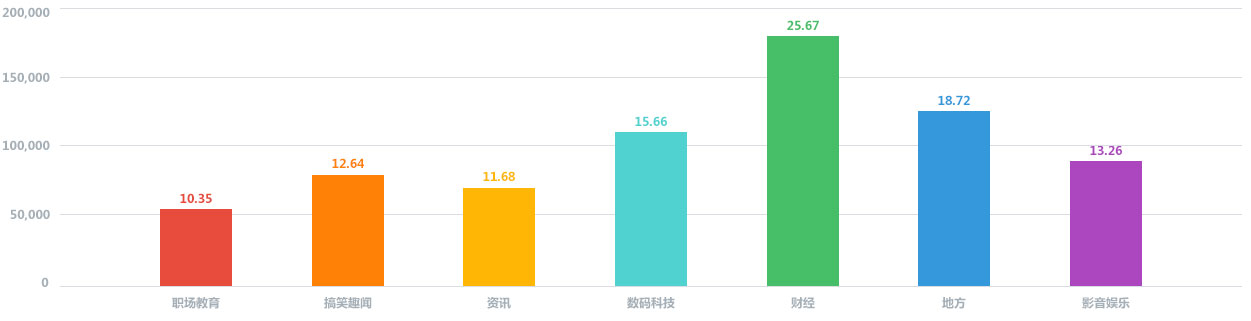 200,000
150,000
100,000
50,000
0
10.35
12.64
11.68
15.66
25.67
18.72
13.26
职场教育
搞笑趣闻
资讯
数码科技
财经
地方
影音娱乐